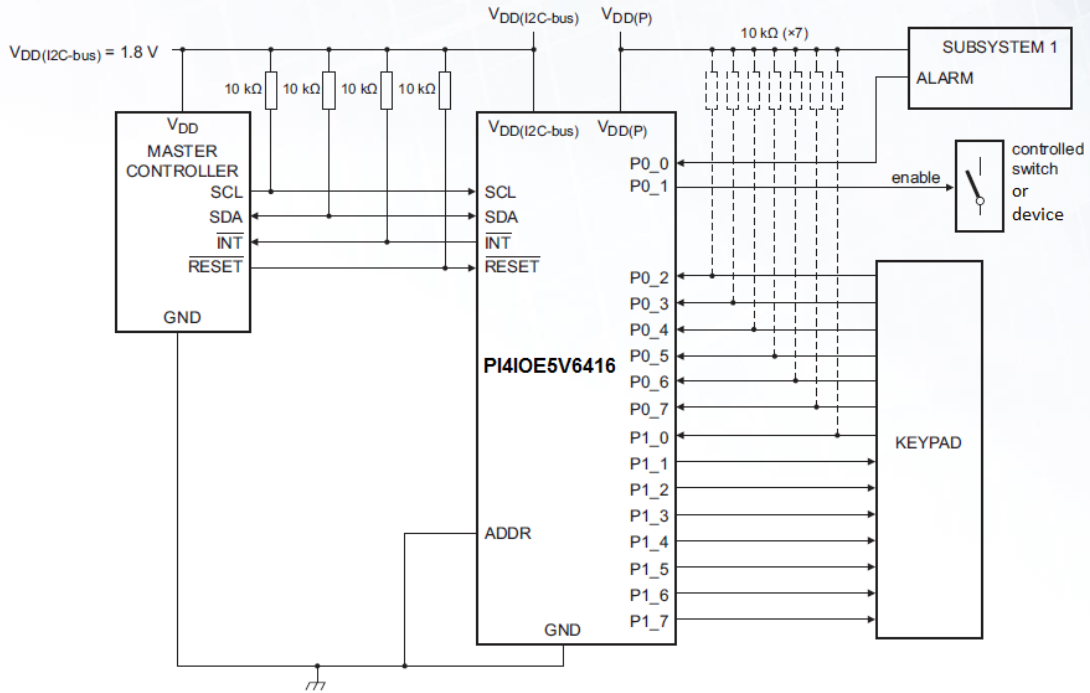 VDD(I2C-bus)
VDD(P)
VDD(I2C-bus) = 1.8 V
10 kΩ
10 kΩ
10 kΩ
10 kΩ
10 kΩ (×7)
SUBSYSTEM 1
ALARM
VDD
MASTER
CONTROLLER
SCL
SDA
INT
RESET
GND
VDD(I2C-bus)
VDD(P)
SCL
SDA
INT
RESET
PI4IOE5V6416
ADDR
GND
P0_0
P0_1
P0_2
P0_3
P0_4
P0_5
P0_6
P0_7
P1_0
P1_1
P1_2
P1_3
P1_4
P1_5
P1_6
P1_7
enable
controlled
switch
or
device
KEYPAD